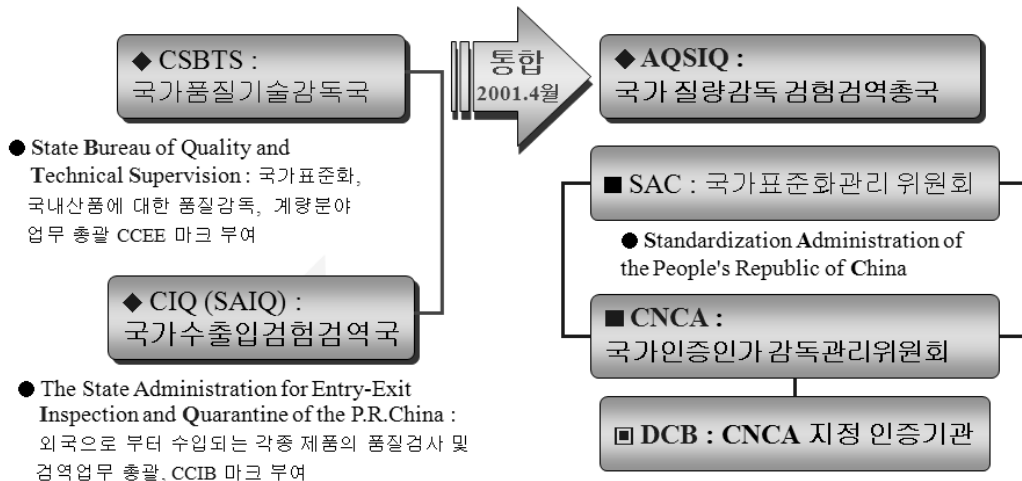 ◆ CSBTS :
국가품질기술감독국
● State Bureau of Quality and
Technical Supervision : 국가표준화,
국내산품에 대한 품질감독, 계량분야
업무 총괄 CCEE 마크 부여
◆ CIQ (SAIQ) :
국가수출입검험검역국
● The State Administration for Entry-Exit
Inspection and Quarantine of the P.R.China :
외국으로 부터 수입되는 각종 제품의 품질검사 및
검역업무 총괄, CCIB 마크 부여
통합
2001.4월
◆ AQSIQ :
국가 질량감독 검험검역총국
■ SAC : 국가표준화관리 위원회
● Standardization Administration of
the People's Republic of China
■ CNCA :
국가인증인가 감독관리위원회
▣ DCB : CNCA 지정 인증기관